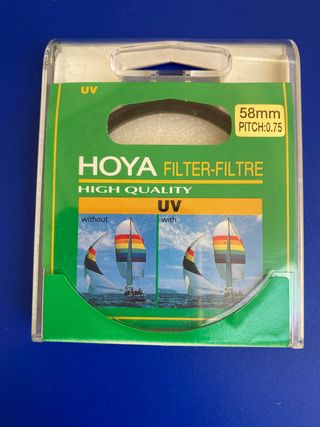 UV
58mm
PITCH:0.75
HOYA FILTER-FILTRE
HIGH QUALITY
UV
without
with